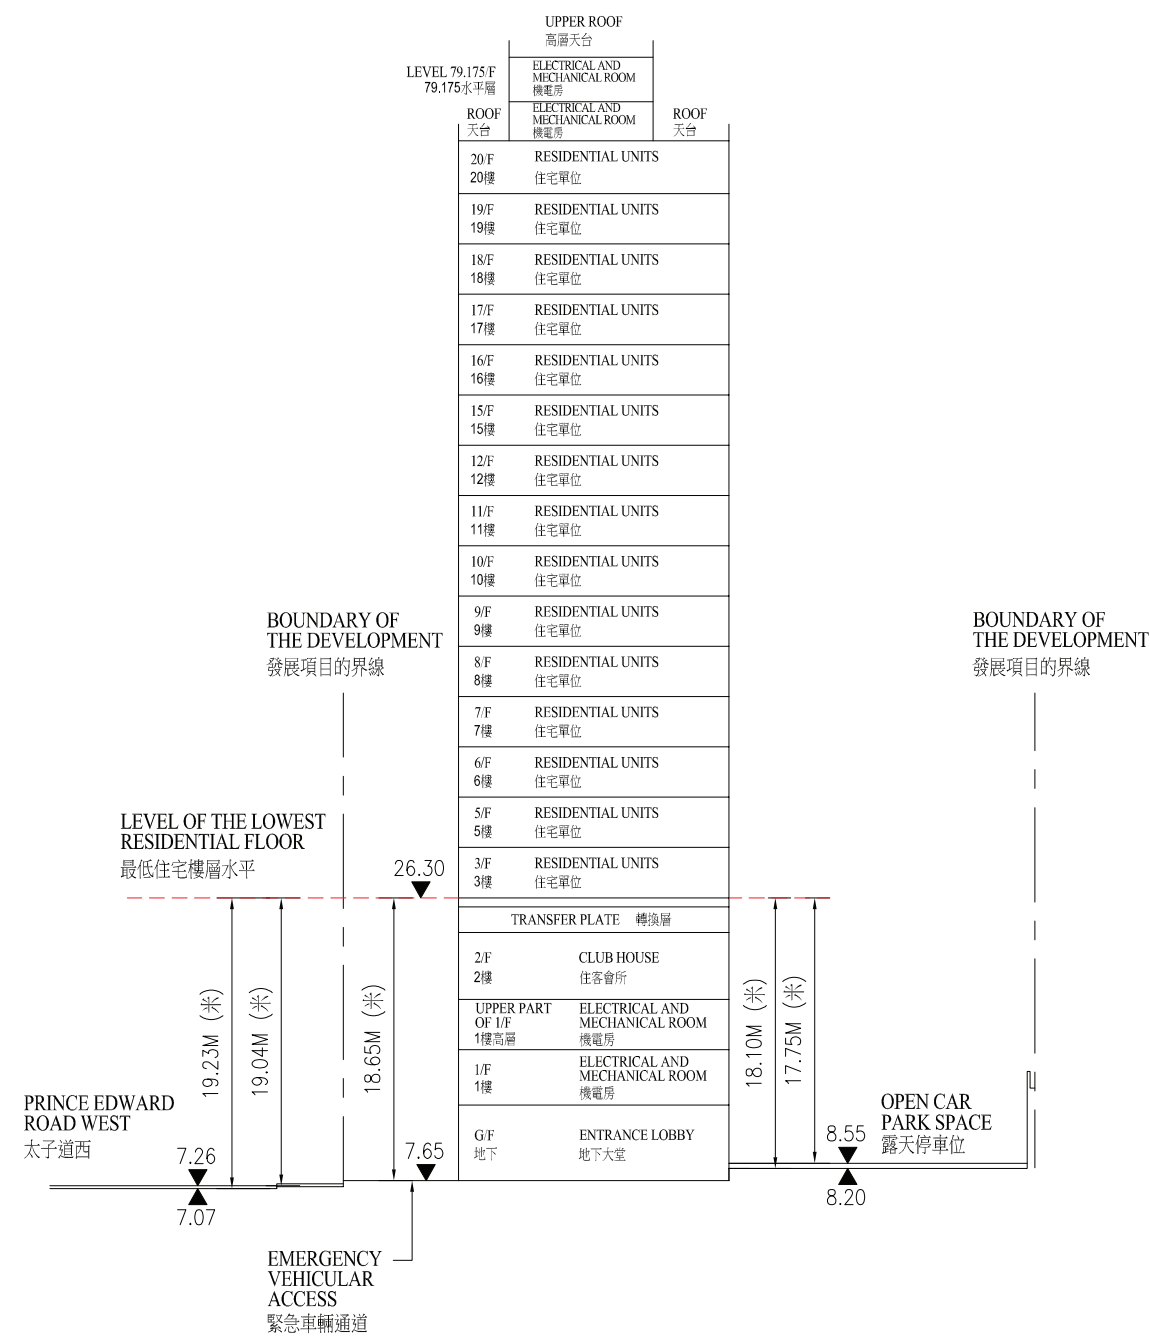 UPPER ROOF
高層天台
LEVEL 79.175/F
79.175水平層
ELECTRICAL AND
MECHANICAL ROOM
機電房
ROOF
天台
ELECTRICAL AND
MECHANICAL ROOM
機電房
ROOF
天台
20/F RESIDENTIAL UNITS
20樓 住宅單位
19/F RESIDENTIAL UNITS
19樓 住宅單位
18/F RESIDENTIAL UNITS
18樓 住宅單位
17/F RESIDENTIAL UNITS
17樓 住宅單位
16/F RESIDENTIAL UNITS
16樓 住宅單位
15/F RESIDENTIAL UNITS
15樓 住宅單位
12/F RESIDENTIAL UNITS
12樓 住宅單位
11/F RESIDENTIAL UNITS
11樓 住宅單位
10/F RESIDENTIAL UNITS
10樓 住宅單位
9/F RESIDENTIAL UNITS
9樓 住宅單位
8/F RESIDENTIAL UNITS
8樓 住宅單位
7/F RESIDENTIAL UNITS
7樓 住宅單位
6/F RESIDENTIAL UNITS
6樓 住宅單位
5/F RESIDENTIAL UNITS
5樓 住宅單位
3/F RESIDENTIAL UNITS
3樓 住宅單位
TRANSFER PLATE 轉換層
2/F CLUB HOUSE
2樓 住客會所
UPPER PART
OF 1/F
1樓高層
ELECTRICAL AND
MECHANICAL ROOM
機電房
1/F
1樓
ELECTRICAL AND
MECHANICAL ROOM
機電房
G/F ENTRANCE LOBBY
地下 地下大堂
BOUNDARY OF
THE DEVELOPMENT
發展項目的界線
BOUNDARY OF
THE DEVELOPMENT
發展項目的界線
LEVEL OF THE LOWEST
RESIDENTIAL FLOOR
最低住宅樓層水平
26.30
19.23M (米)
19.04M (米)
18.65M (米)
18.10M (米)
17.75M (米)
PRINCE EDWARD
ROAD WEST
太子道西
7.26
7.07
7.65
OPEN CAR
PARK SPACE
露天停車位
8.55
8.20
EMERGENCY
VEHICULAR
ACCESS
緊急車輛通道